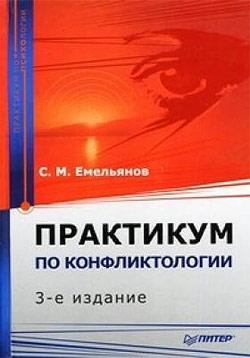 ПРАКТИКУМ ПО ПСИХОЛОГИИ
С. М. Емельянов
ПРАКТИКУМ
ПО КОНФЛИКТОЛОГИИ
3-е издание
ПИТЕР